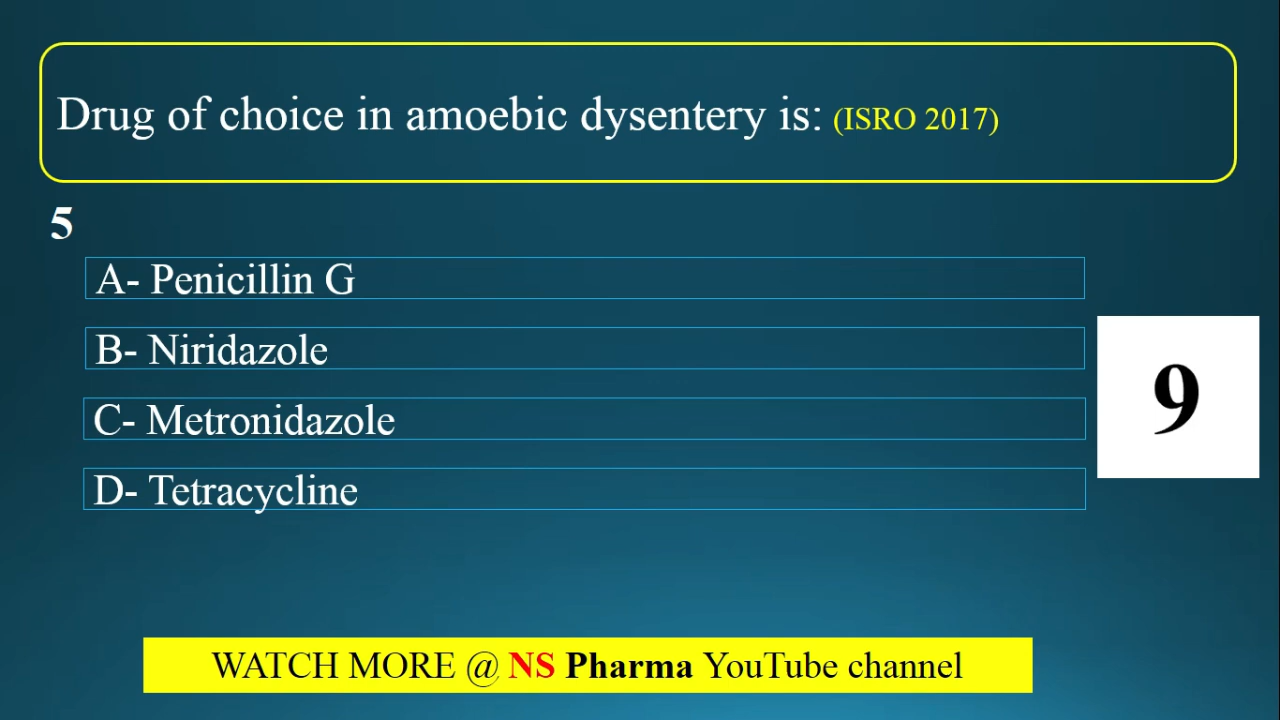 Drug of choice in amoebic dysentery is: (ISRO 2017)
5
A- Penicillin G
B- Niridazole
C- Metronidazole
D- Tetracycline
9
WATCH MORE @ NS Pharma YouTube channel